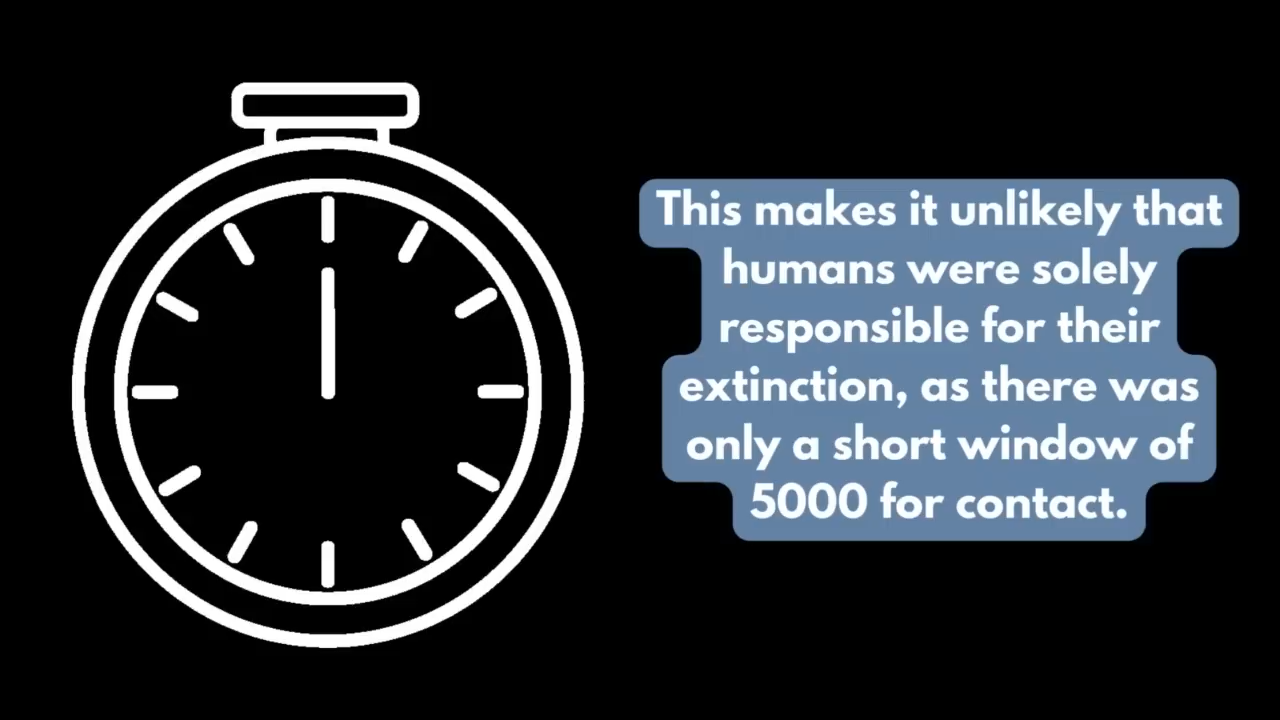 This makes it unlikely that
humans were solely
responsible for their
extinction, as there was
only a short window of
5000 for contact.